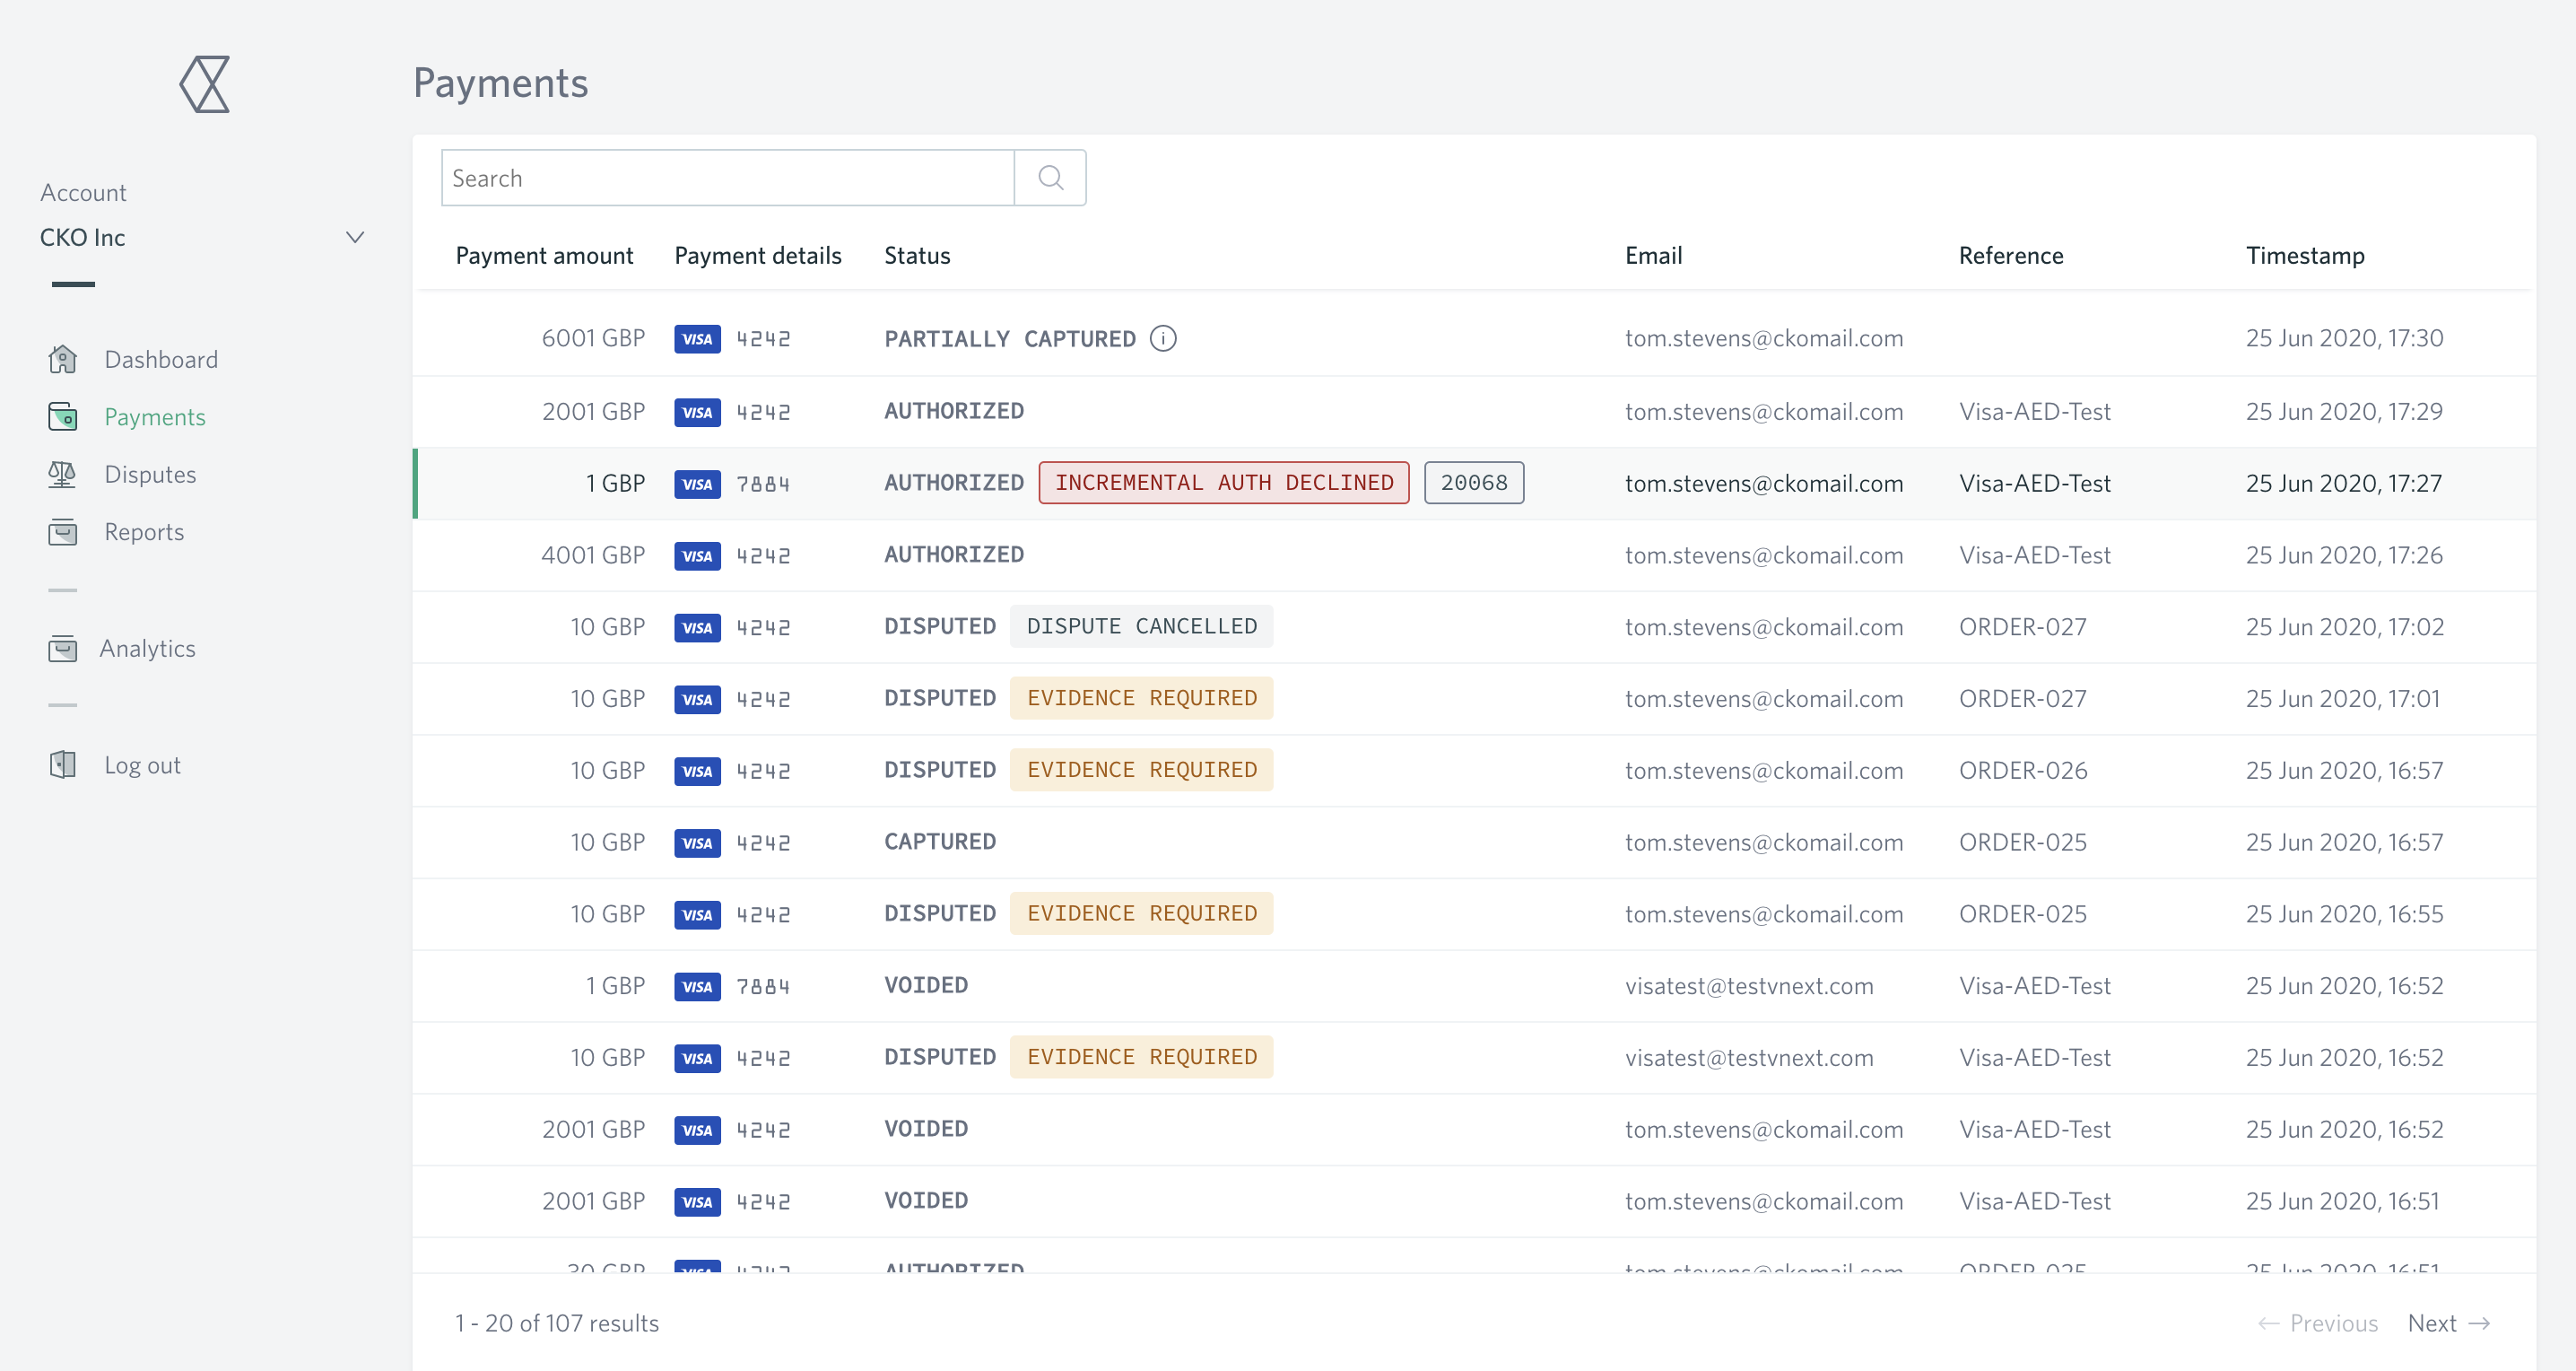 Payments
Account
CKO Inc
Dashboard
Payments
Disputes
Reports
Analytics
Log out
Search
Payment amount Payment details Status Email Reference Timestamp
6001 GBP VISA 4242 PARTIALLY CAPTURED i tom.stevens@ckomail.com 25 Jun 2020, 17:30
2001 GBP VISA 4242 AUTHORIZED tom.stevens@ckomail.com Visa-AED-Test 25 Jun 2020, 17:29
1 GBP VISA 7884 AUTHORIZED INCREMENTAL AUTH DECLINED 20068 tom.stevens@ckomail.com Visa-AED-Test 25 Jun 2020, 17:27
4001 GBP VISA 4242 AUTHORIZED tom.stevens@ckomail.com Visa-AED-Test 25 Jun 2020, 17:26
10 GBP VISA 4242 DISPUTED DISPUTE CANCELLED tom.stevens@ckomail.com ORDER-027 25 Jun 2020, 17:02
10 GBP VISA 4242 DISPUTED EVIDENCE REQUIRED tom.stevens@ckomail.com ORDER-027 25 Jun 2020, 17:01
10 GBP VISA 4242 DISPUTED EVIDENCE REQUIRED tom.stevens@ckomail.com ORDER-026 25 Jun 2020, 16:57
10 GBP VISA 4242 CAPTURED tom.stevens@ckomail.com ORDER-025 25 Jun 2020, 16:57
10 GBP VISA 4242 DISPUTED EVIDENCE REQUIRED tom.stevens@ckomail.com ORDER-025 25 Jun 2020, 16:55
1 GBP VISA 7884 VOIDED visatest@testvnext.com Visa-AED-Test 25 Jun 2020, 16:52
10 GBP VISA 4242 DISPUTED EVIDENCE REQUIRED visatest@testvnext.com Visa-AED-Test 25 Jun 2020, 16:52
2001 GBP VISA 4242 VOIDED tom.stevens@ckomail.com Visa-AED-Test 25 Jun 2020, 16:52
2001 GBP VISA 4242 VOIDED tom.stevens@ckomail.com Visa-AED-Test 25 Jun 2020, 16:51
GBP VISA AUTHORIZED tom.stevens@ckomail.com 25 Jun 2020, 16:51
1 - 20 of 107 results
← Previous Next →